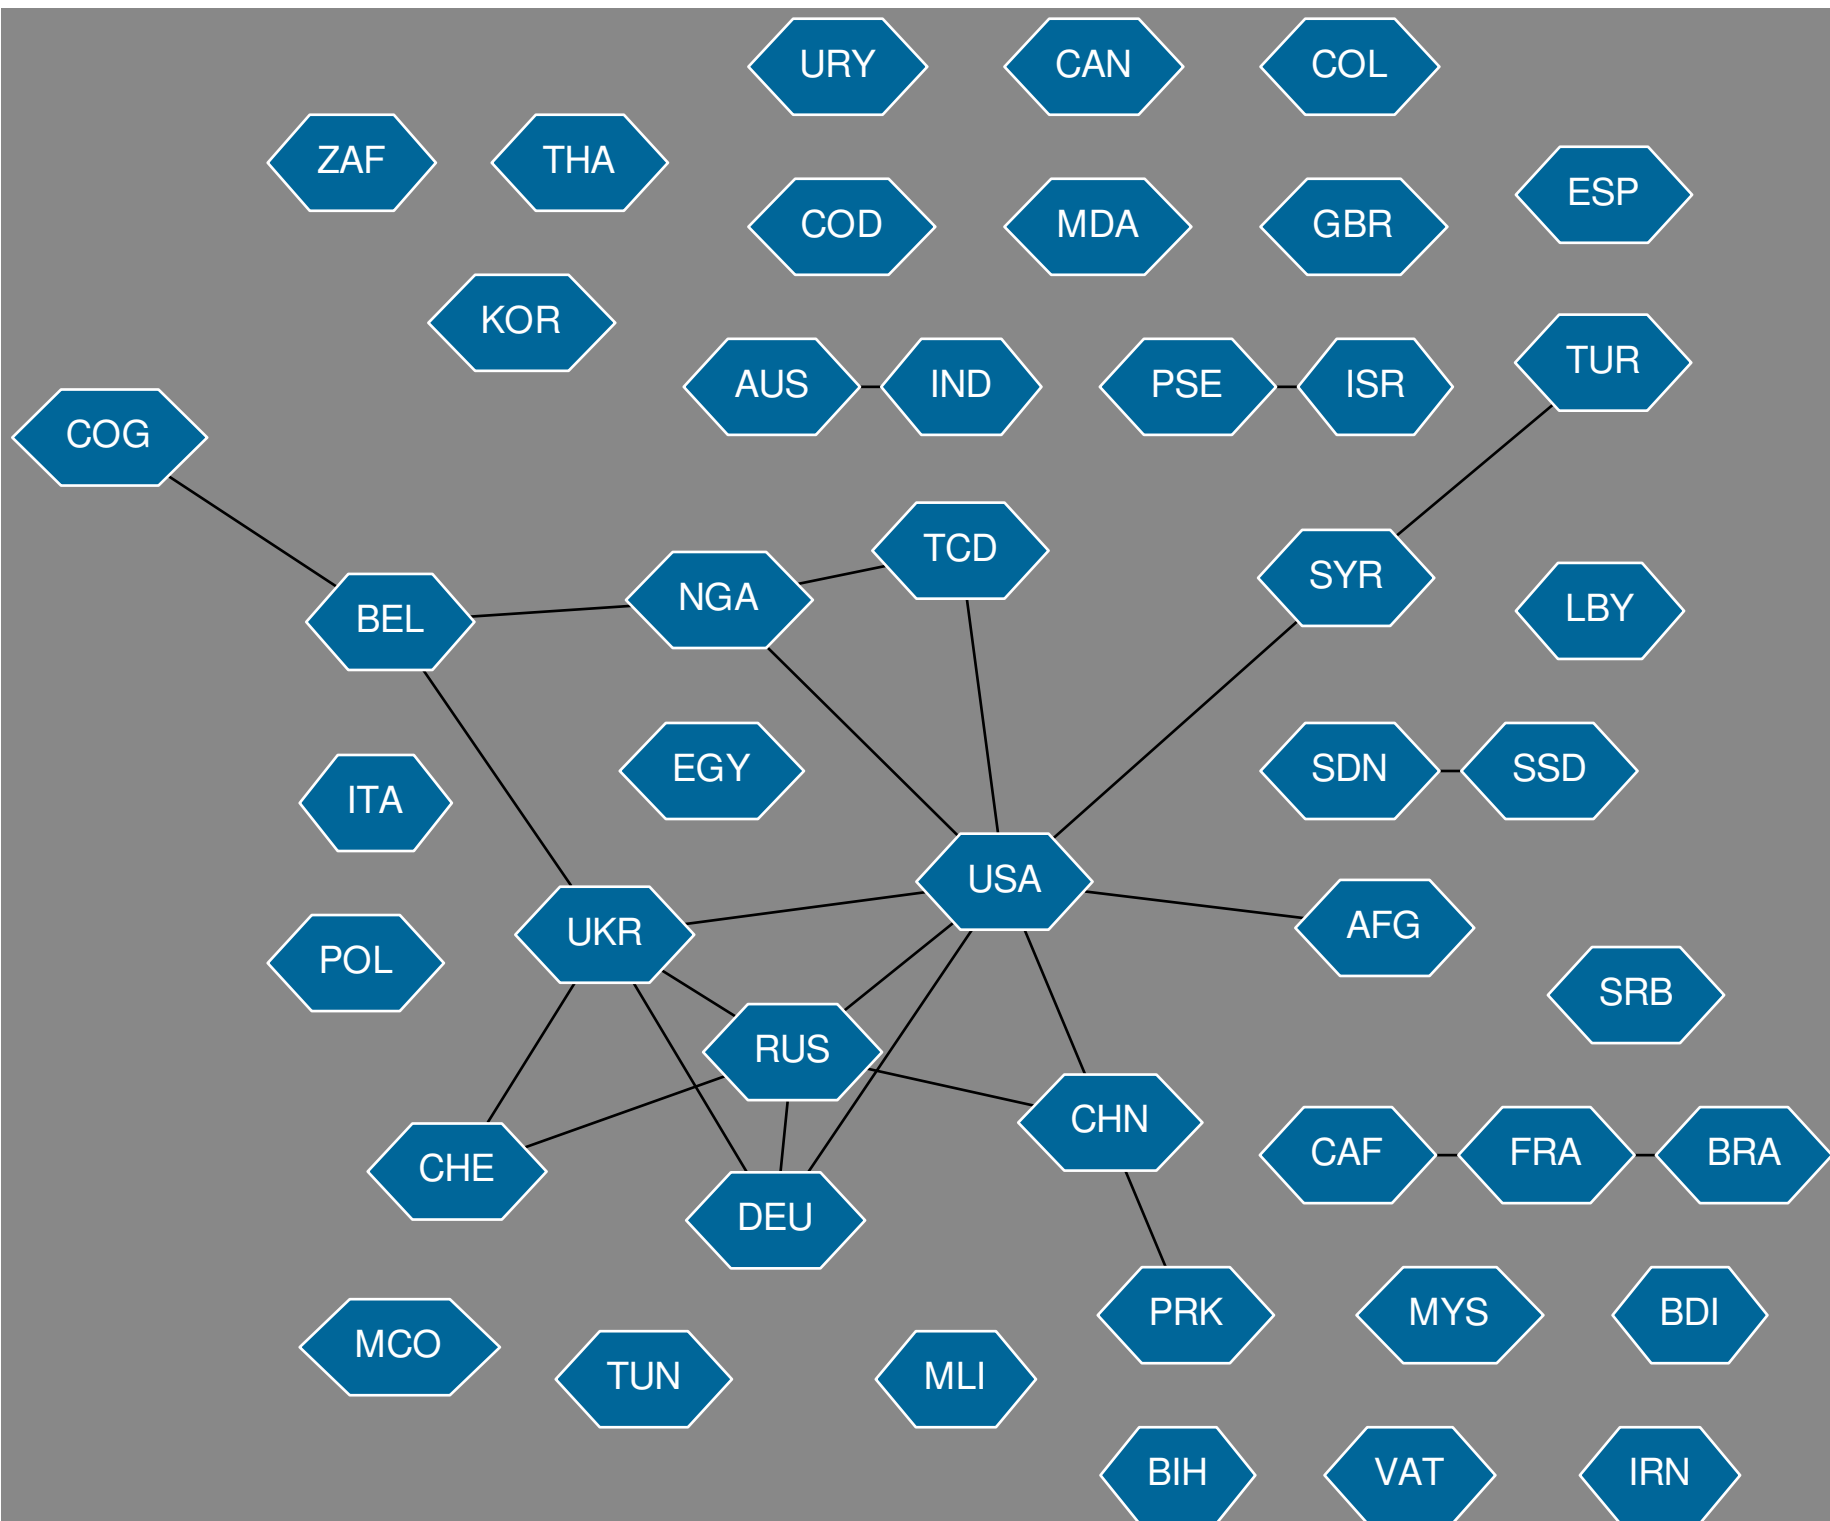 URY
CAN
COL
ZAF
THA
ESP
COD
MDA
GBR
KOR
TUR
AUS
IND
PSE
ISR
COG
TCD
SYR
NGA
LBY
BEL
EGY
SDN
SSD
ITA
USA
AFG
UKR
POL
SRB
RUS
CHN
CAF
FRA
BRA
CHE
DEU
PRK
MYS
BDI
MCO
TUN
MLI
BIH
VAT
IRN